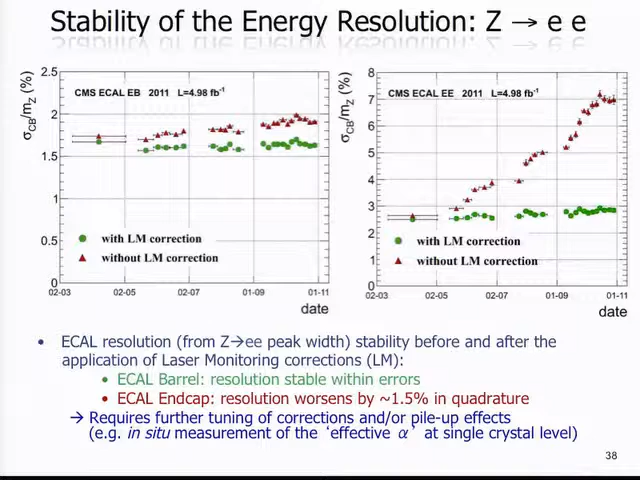 Stability of the Energy Resolution: Z → e e
σCB/mZ (%)
2.5
2
1.5
1
0.5
0
CMS ECAL EB 2011 L=4.98 fb-1
with LM correction
without LM correction
02-03 02-05 02-07 01-09 01-11
date
σCB/mZ (%)
8
7
6
5
4
3
2
1
0
CMS ECAL EE 2011 L=4.98 fb-1
with LM correction
without LM correction
02-03 02-05 02-07 01-09 01-11
date
• ECAL resolution (from Z→ee peak width) stability before and after the
application of Laser Monitoring corrections (LM):
• ECAL Barrel: resolution stable within errors
• ECAL Endcap: resolution worsens by ~1.5% in quadrature
→ Requires further tuning of corrections and/or pile-up effects
(e.g. in situ measurement of the ‘effective α’ at single crystal level)
38